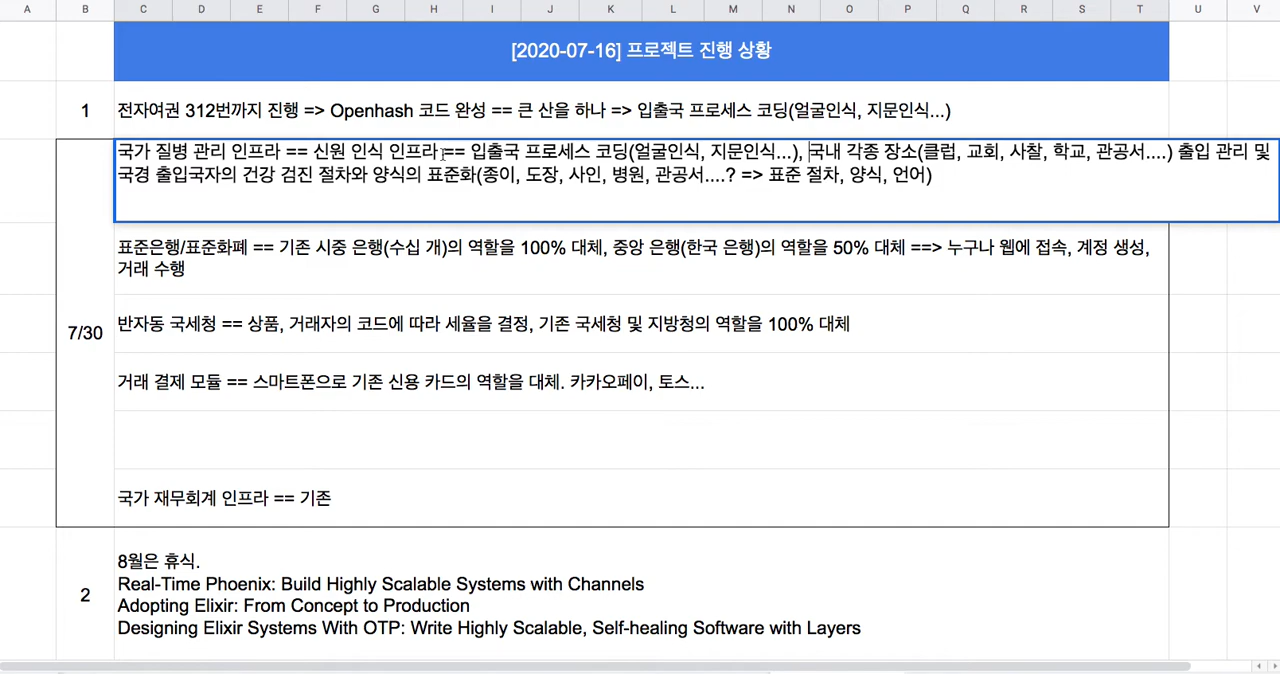 A B C D E F G H I J K L M N O P Q R S T U V
[2020-07-16] 프로젝트 진행 상황
1 전자여권 312번까지 진행 => Openhash 코드 완성 == 큰 산을 하나 => 입출국 프로세스 코딩(얼굴인식, 지문인식...)
국가 질병 관리 인프라 == 신원 인식 인프라 == 입출국 프로세스 코딩(얼굴인식, 지문인식...), 국내 각종 장소(클럽, 교회, 사찰, 학교, 관공서....) 출입 관리 및
국경 출입국자의 건강 검진 절차와 양식의 표준화(종이, 도장, 사인, 병원, 관공서....? => 표준 절차, 양식, 언어)
표준은행/표준화폐 == 기존 시중 은행(수십 개)의 역할을 100% 대체, 중앙 은행(한국 은행)의 역할을 50% 대체 ==> 누구나 웹에 접속, 계정 생성,
거래 수행
7/30 반자동 국세청 == 상품, 거래자의 코드에 따라 세율을 결정, 기존 국세청 및 지방청의 역할을 100% 대체
거래 결제 모듈 == 스마트폰으로 기존 신용 카드의 역할을 대체. 카카오페이, 토스...
국가 재무회계 인프라 == 기존
8월은 휴식.
Real-Time Phoenix: Build Highly Scalable Systems with Channels
2 Adopting Elixir: From Concept to Production
Designing Elixir Systems With OTP: Write Highly Scalable, Self-healing Software with Layers